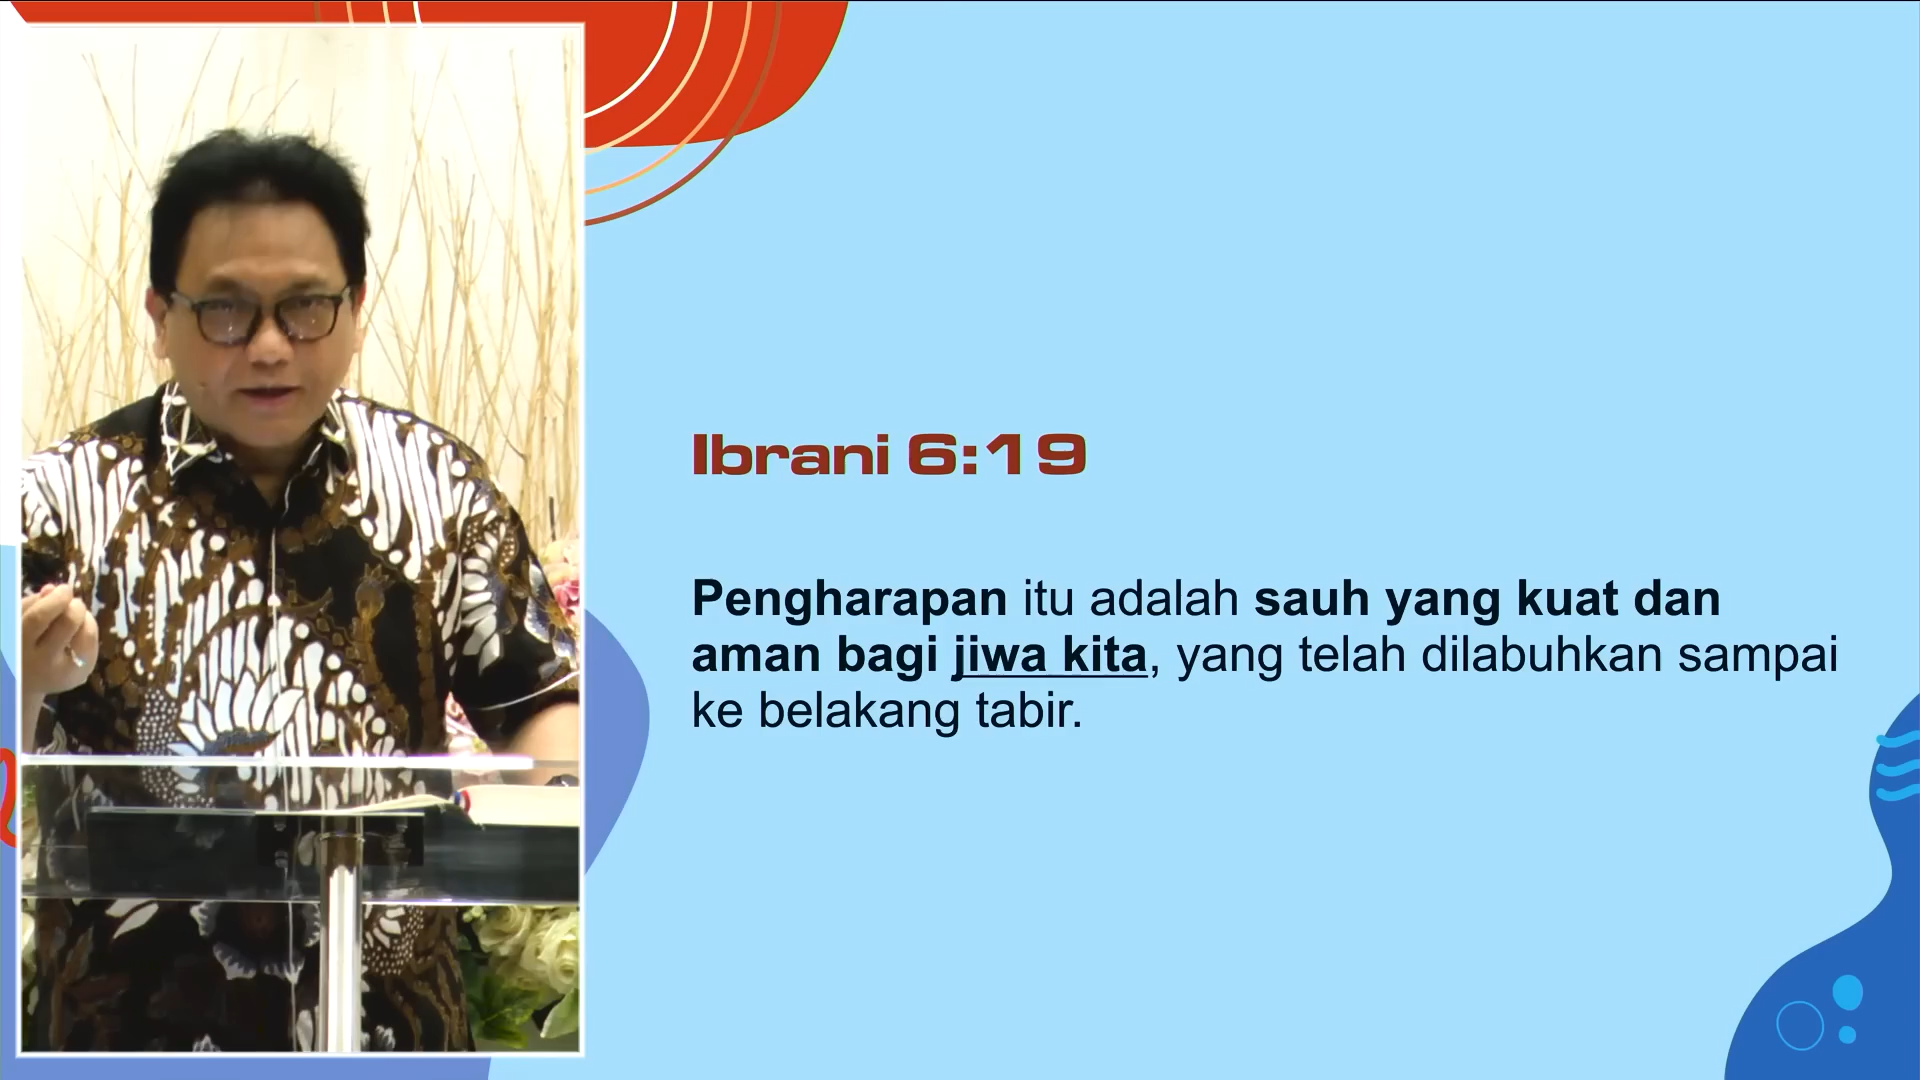 Ibrani 6:19
Pengharapan itu adalah sauh yang kuat dan
aman bagi jiwa kita, yang telah dilabuhkan sampai
ke belakang tabir.